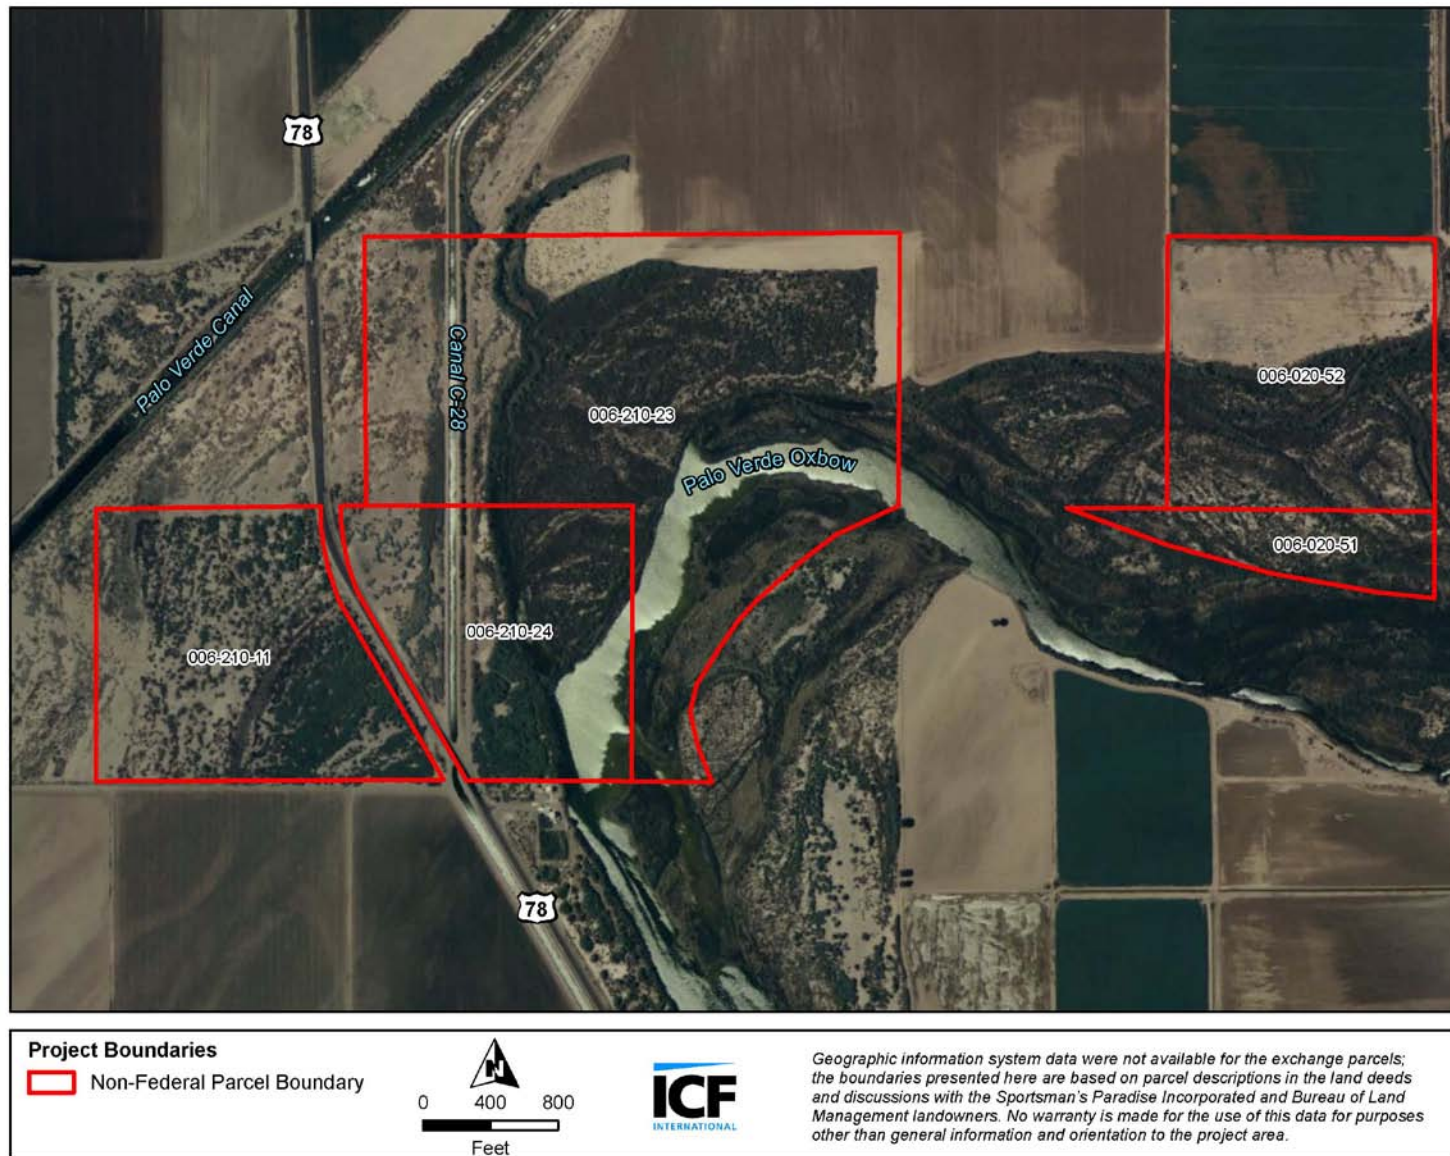 78
Palo Verde Canal
Canal C-28
006-020-52
006-210-23
Palo Verde Oxbow
006-020-51
006-210-24
006-210-11
78
Project Boundaries
Non-Federal Parcel Boundary
N
0 400 800
Feet
ICF
INTERNATIONAL
Geographic information system data were not available for the exchange parcels;
the boundaries presented here are based on parcel descriptions in the land deeds
and discussions with the Sportsman's Paradise Incorporated and Bureau of Land
Management landowners. No warranty is made for the use of this data for purposes
other than general information and orientation to the project area.